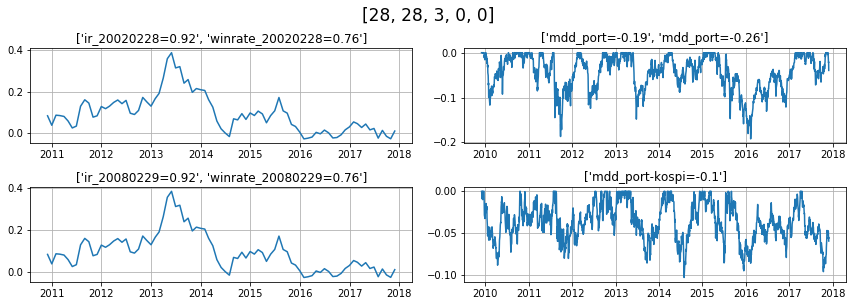 [28, 28, 3, 0, 0]
['ir_20020228=0.92', 'winrate_20020228=0.76']
0.4
0.2
0.0
2011 2012 2013 2014 2015 2016 2017 2018
['mdd_port=-0.19', 'mdd_port=-0.26']
0.0
−0.1
−0.2
2010 2011 2012 2013 2014 2015 2016 2017 2018
['ir_20080229=0.92', 'winrate_20080229=0.76']
0.4
0.2
0.0
2011 2012 2013 2014 2015 2016 2017 2018
['mdd_port-kospi=-0.1']
0.00
−0.05
−0.10
2010 2011 2012 2013 2014 2015 2016 2017 2018